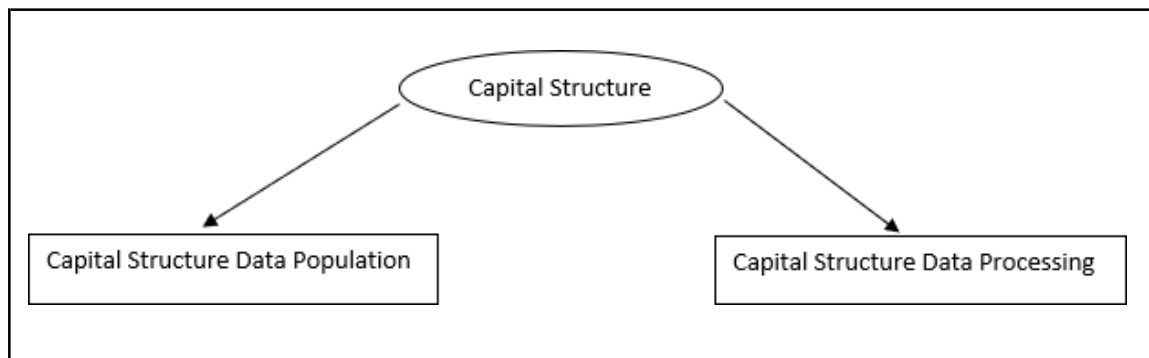 Capital Structure
Capital Structure Data Population
Capital Structure Data Processing